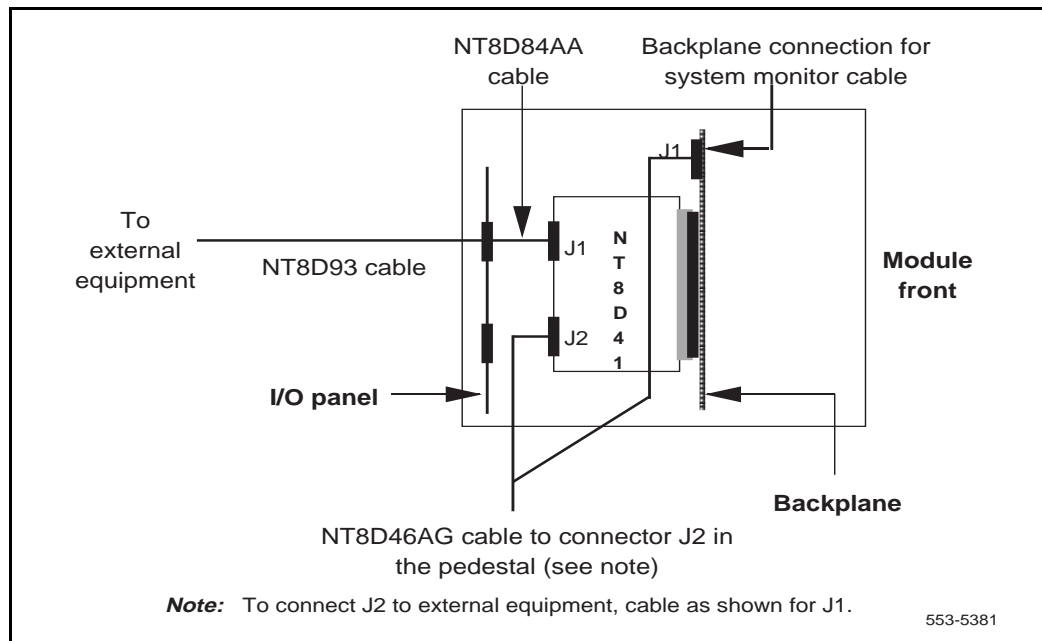 NT8D84AA
cable
Backplane connection for
system monitor cable
J1
To
external
equipment
NT8D93 cable
J1
J2
N
T
8
D
4
1
Module
front
I/O panel
Backplane
NT8D46AG cable to connector J2 in
the pedestal (see note)
Note: To connect J2 to external equipment, cable as shown for J1.
553-5381